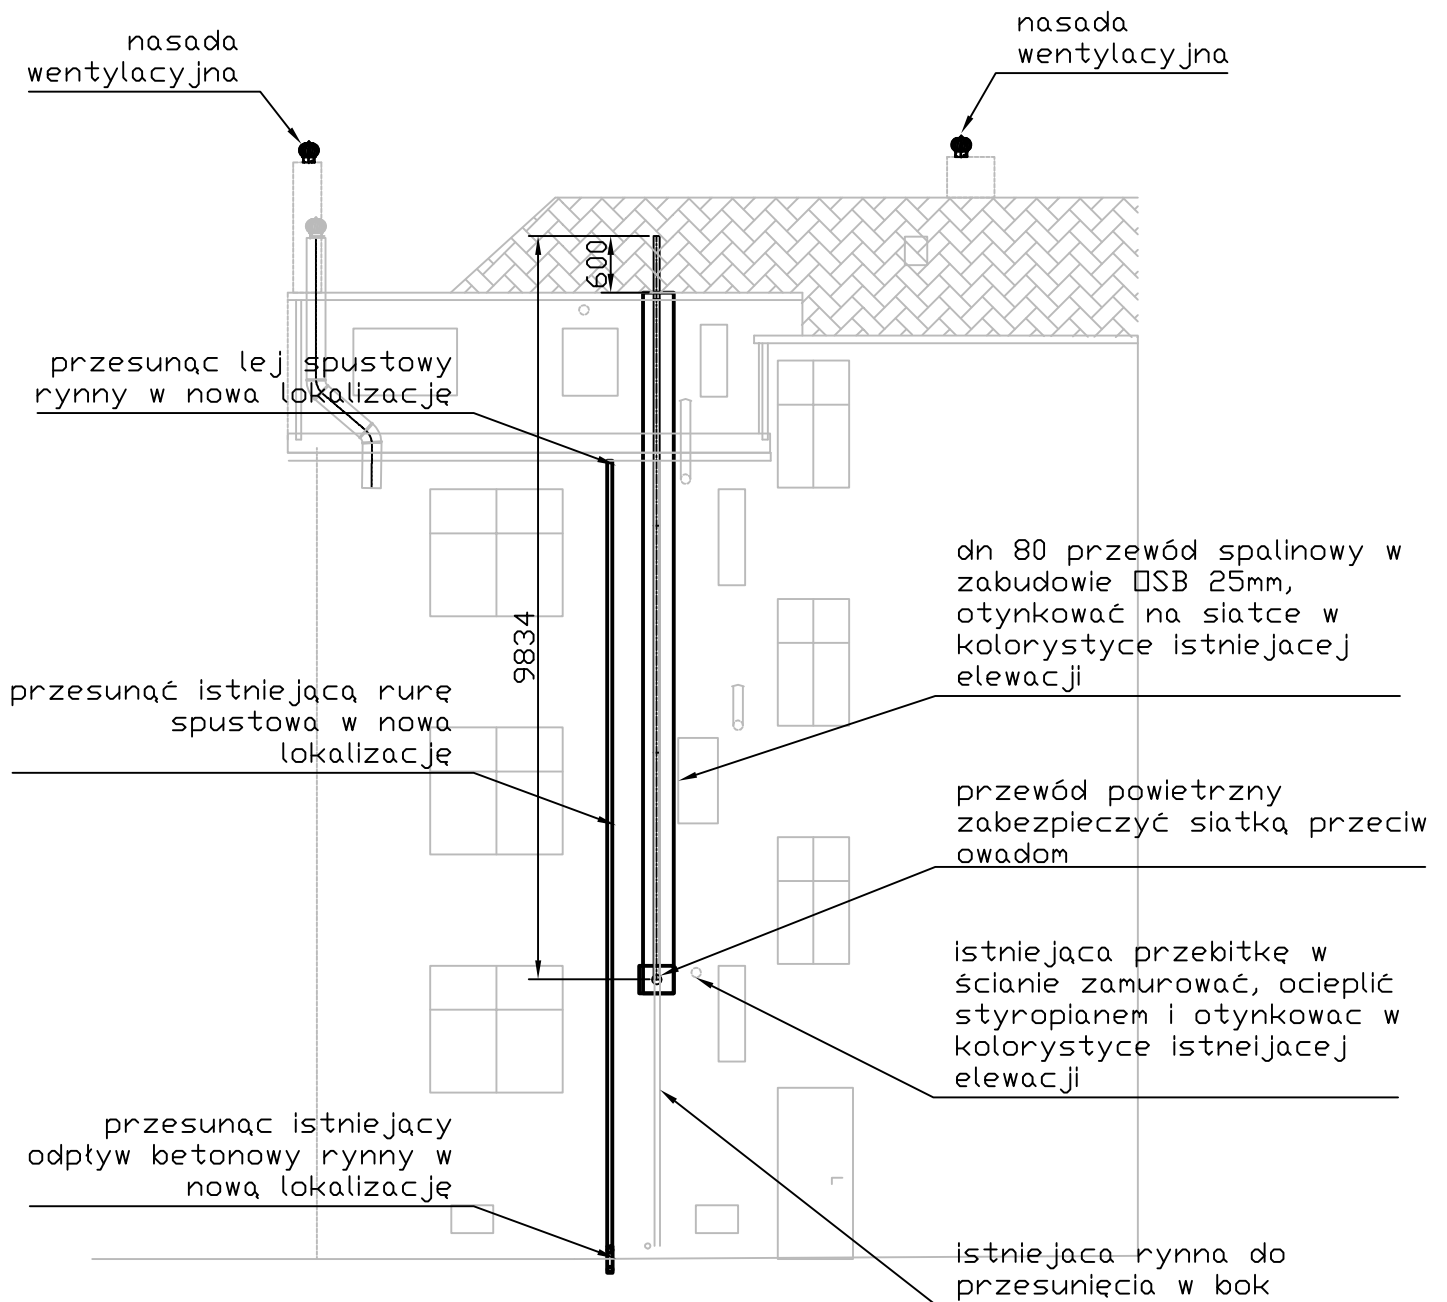 nasada
wentylacyjna
nasada
wentylacyjna
600
przesunąc lej spustowy
rynny w nowa lokalizację
dn 80 przewód spalinowy w
zabudowie □SB 25mm,
otynkować na siatce w
kolorystyce istniejacej
elewacji
9834
przesunąć istniejąca rurę
spustowa w nowa
lokalizację
przewód powietrzny
zabezpieczyć siatką przeciw
owadom
istniejąca przebitkę w
ścianie zamurować, ocieplić
styropianem i otynkowac w
kolorystyce istneijacej
elewacji
przesunąc istniejący
odpływ betonowy rynny w
nową lokalizację
istniejaca rynna do
przesunięcia w bok